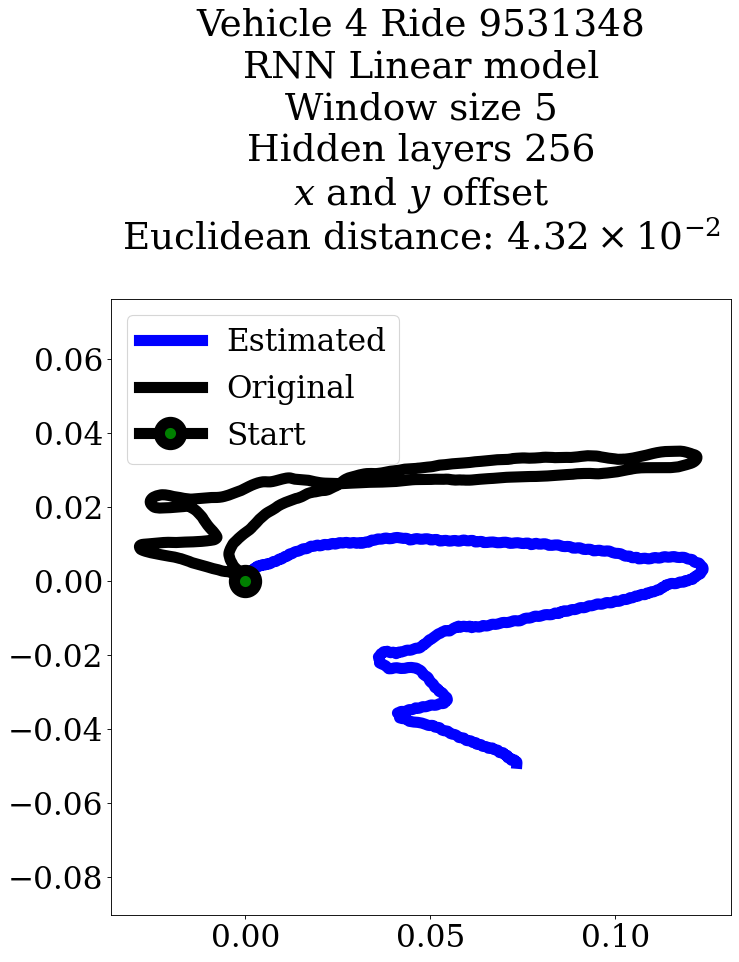 Vehicle 4 Ride 9531348
RNN Linear model
Window size 5
Hidden layers 256
x and y offset
Euclidean distance: 4.32 × 10⁻²
Estimated
Original
Start
0.06
0.04
0.02
0.00
−0.02
−0.04
−0.06
−0.08
0.00 0.05 0.10